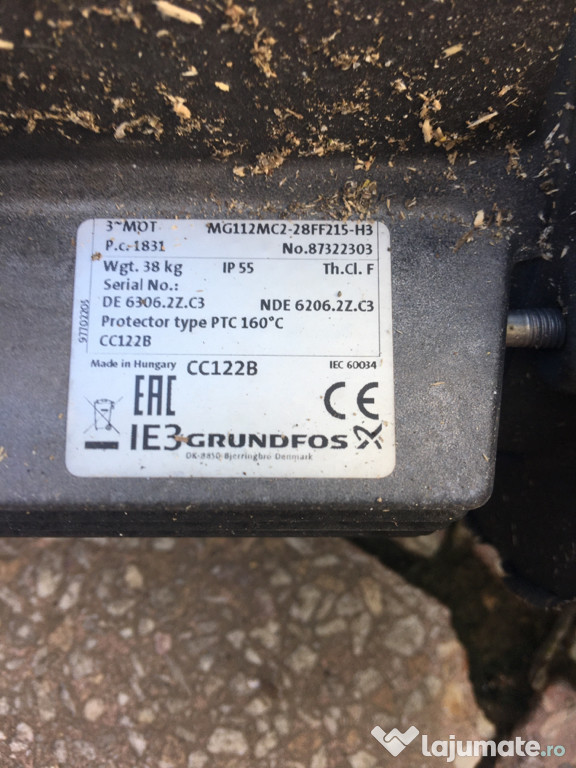 3~MOT MG112MC2-28FF215-H3
P.c.1831 No.87322303
Wgt. 38 kg IP 55 Th.Cl. F
Serial No.:
DE 6306.2Z.C3 NDE 6206.2Z.C3
Protector type PTC 160°C
CC122B
97702205
Made in Hungary CC122B IEC 60034
EAC CE
IE3 GRUNDFOS X
DK-8850 Bjerringbro Denmark
lajumate.ro